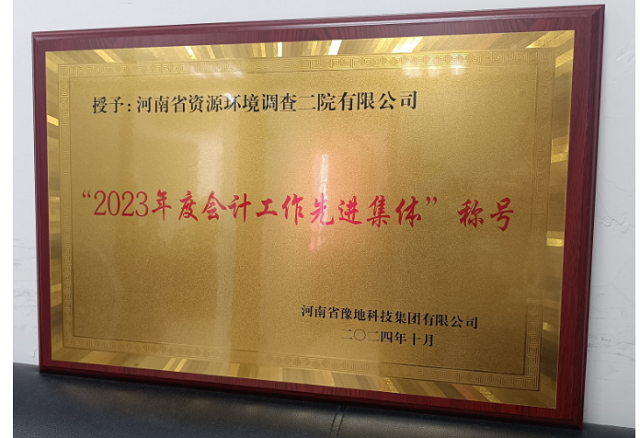 授予：河南省资源环境调查二院有限公司
“2023年度会计工作先进集体”称号
河南省豫地科技集团有限公司
二〇二四年十月